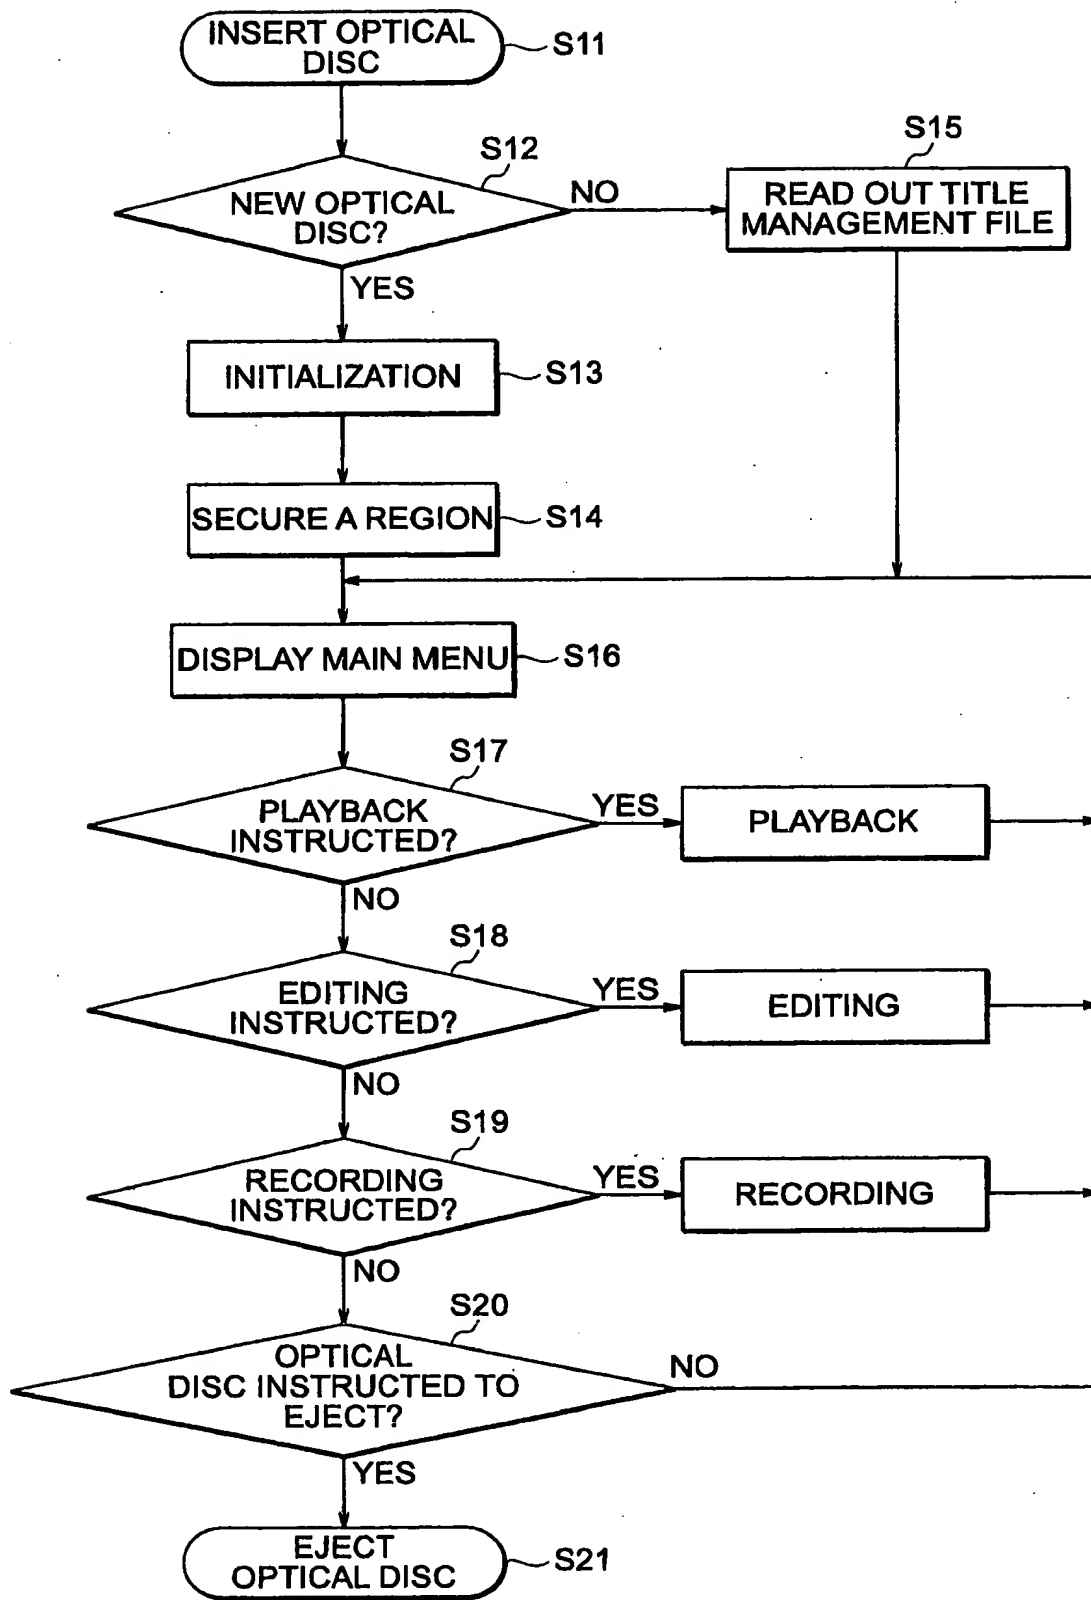 INSERT OPTICAL
DISC
S11
S12
NEW OPTICAL
DISC?
NO
YES
S15
READ OUT TITLE
MANAGEMENT FILE
INITIALIZATION
S13
SECURE A REGION
S14
DISPLAY MAIN MENU
S16
S17
PLAYBACK
INSTRUCTED?
YES
PLAYBACK
NO
S18
EDITING
INSTRUCTED?
YES
EDITING
NO
S19
RECORDING
INSTRUCTED?
YES
RECORDING
NO
S20
OPTICAL
DISC INSTRUCTED TO
EJECT?
NO
YES
EJECT
OPTICAL DISC
S21